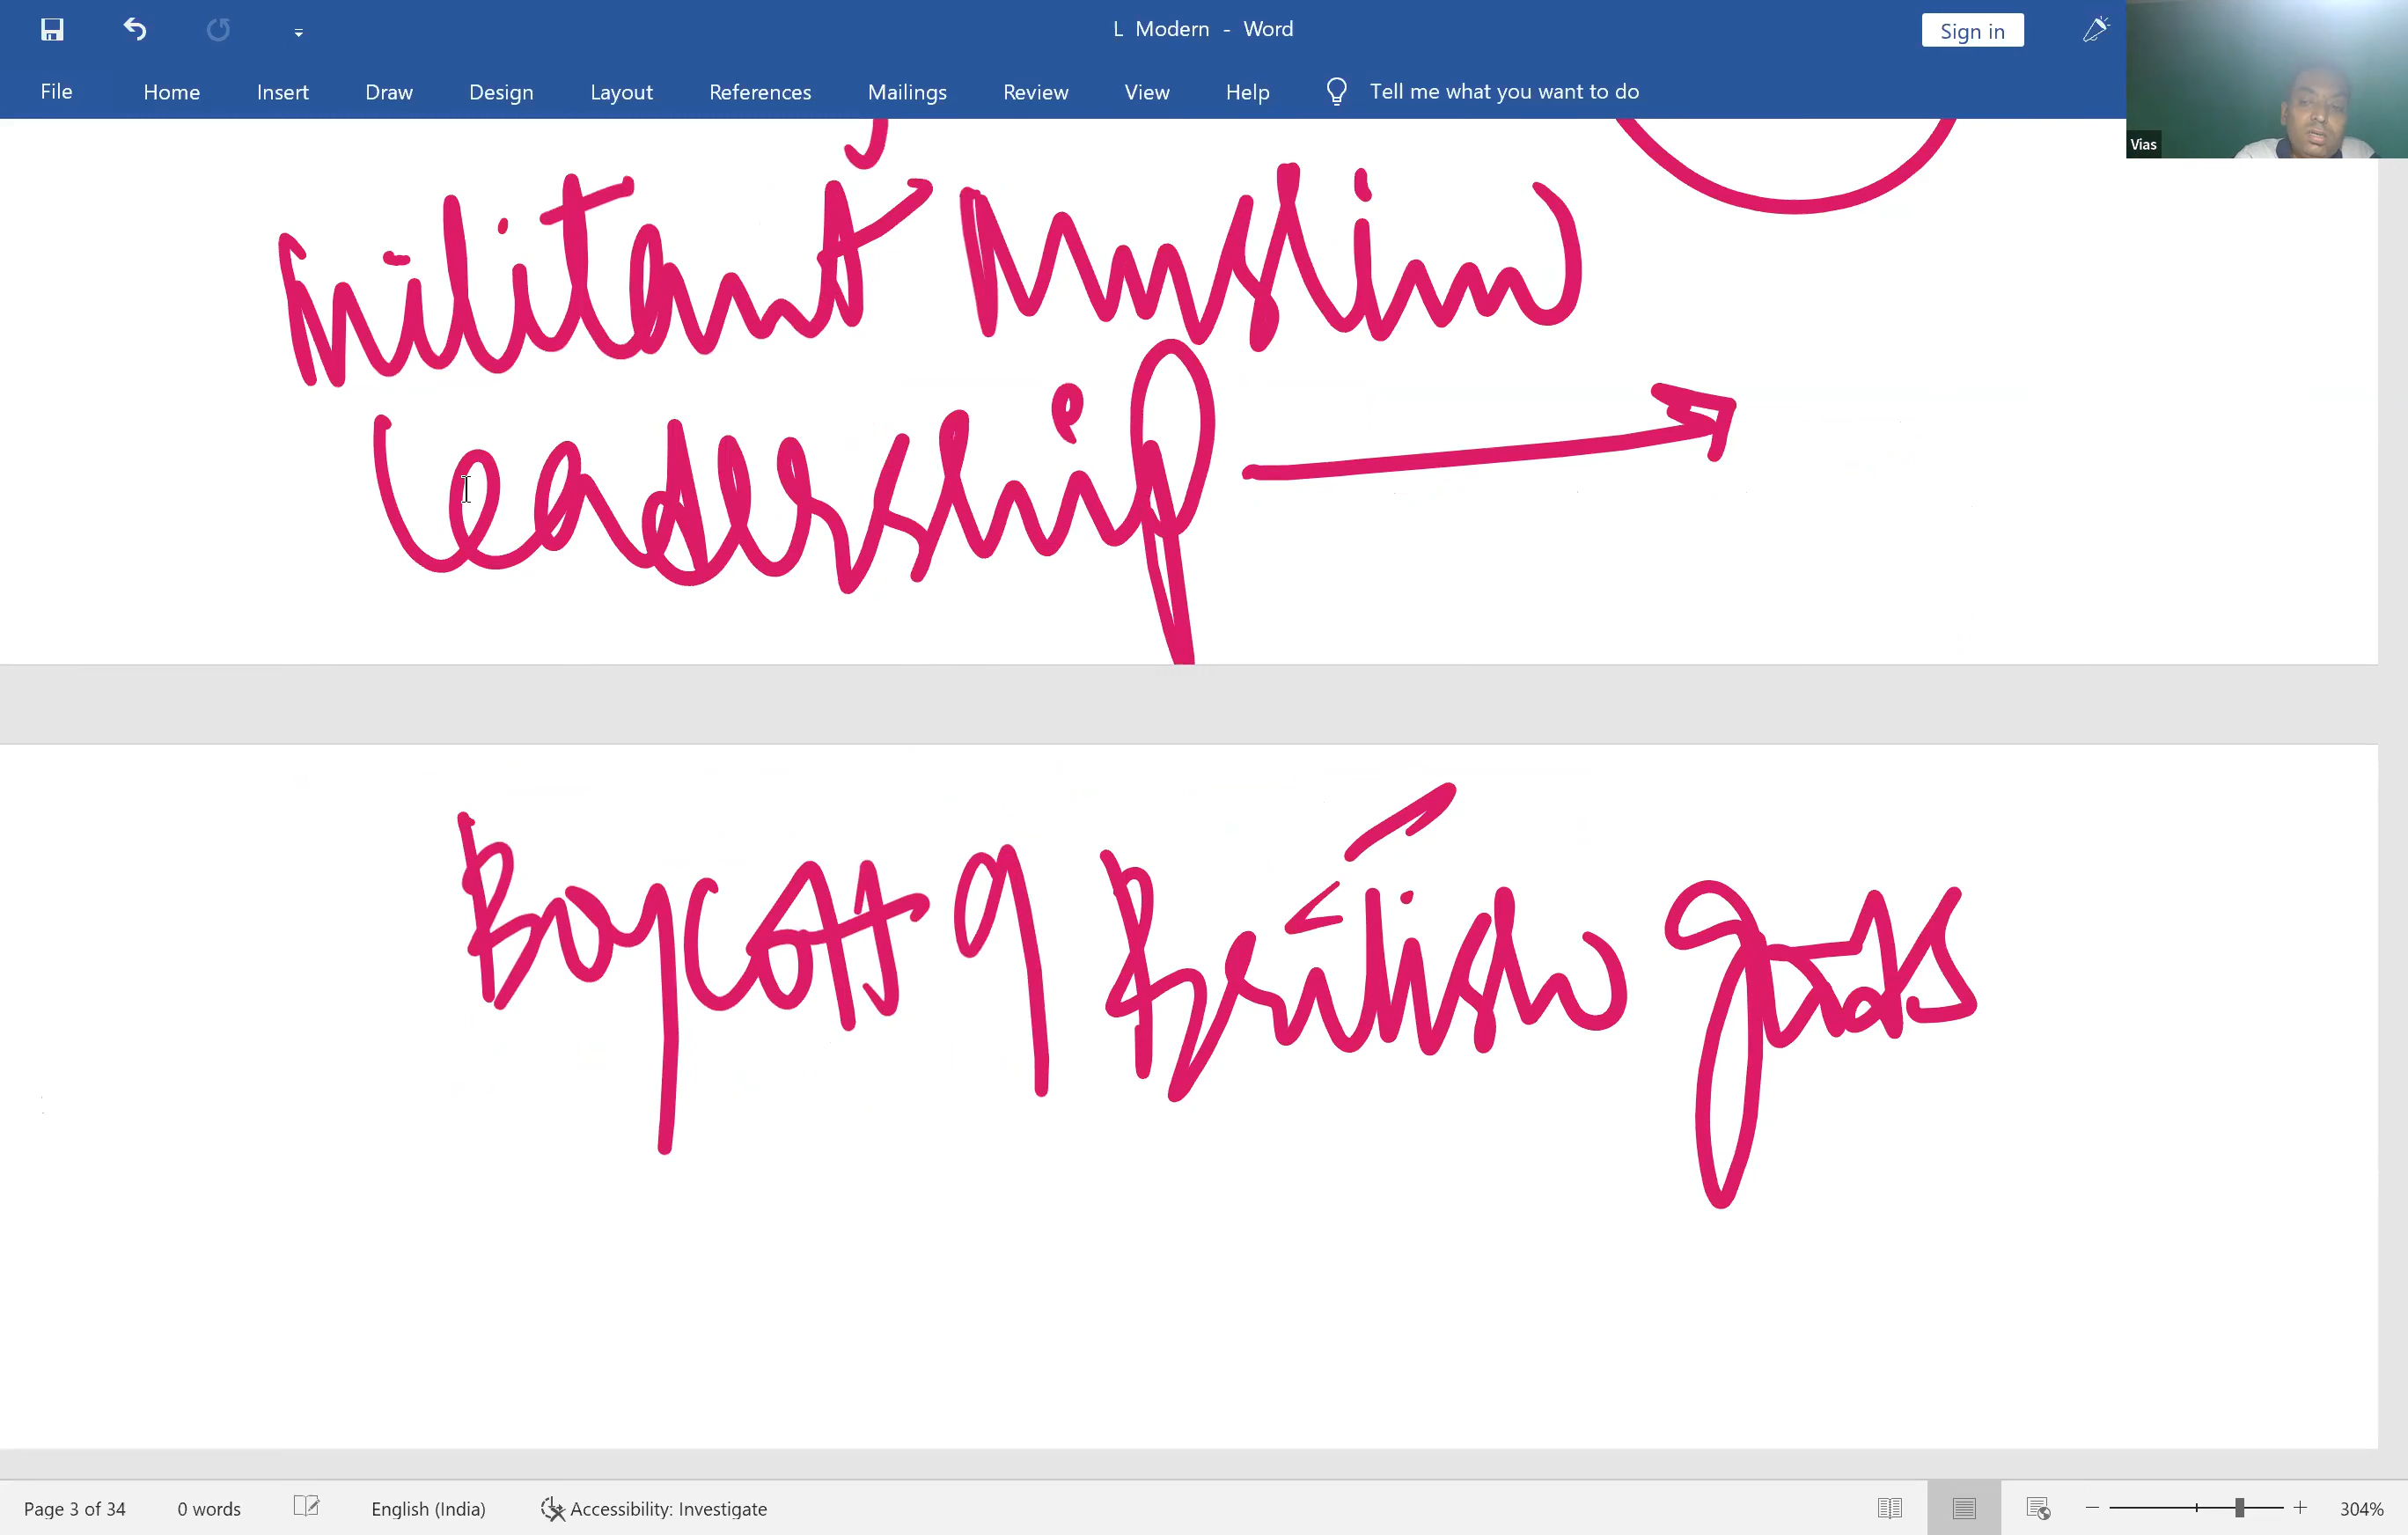 L Modern - Word
Sign in
File Home Insert Draw Design Layout References Mailings Review View Help Tell me what you want to do
Vias
Militant Muslim
Leadership
Boycott of British goods
Page 3 of 34 0 words English (India) Accessibility: Investigate 304%